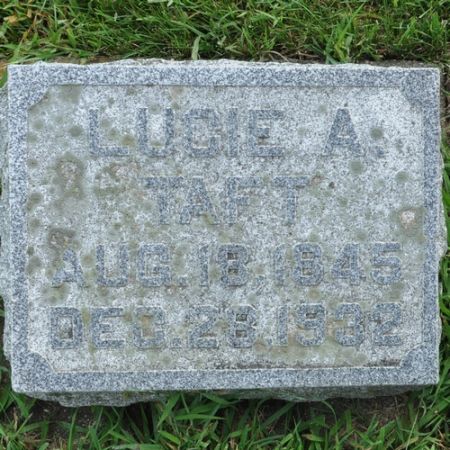 LUCIE A.
TAFT
AUG. 18, 1845
DEC. 28, 1932